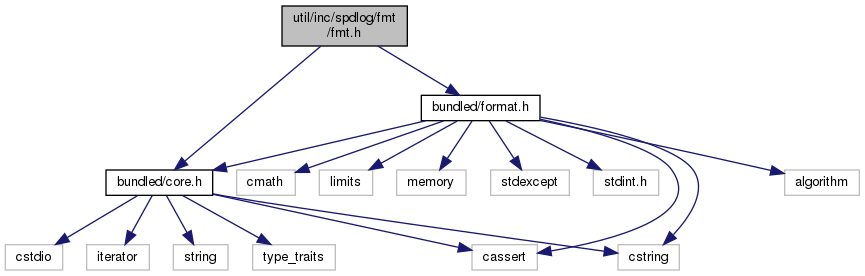 util/inc/spdlog/fmt
/fmt.h
bundled/format.h
bundled/core.h
cmath
limits
memory
stdexcept
stdint.h
algorithm
cstdio
iterator
string
type_traits
cassert
cstring